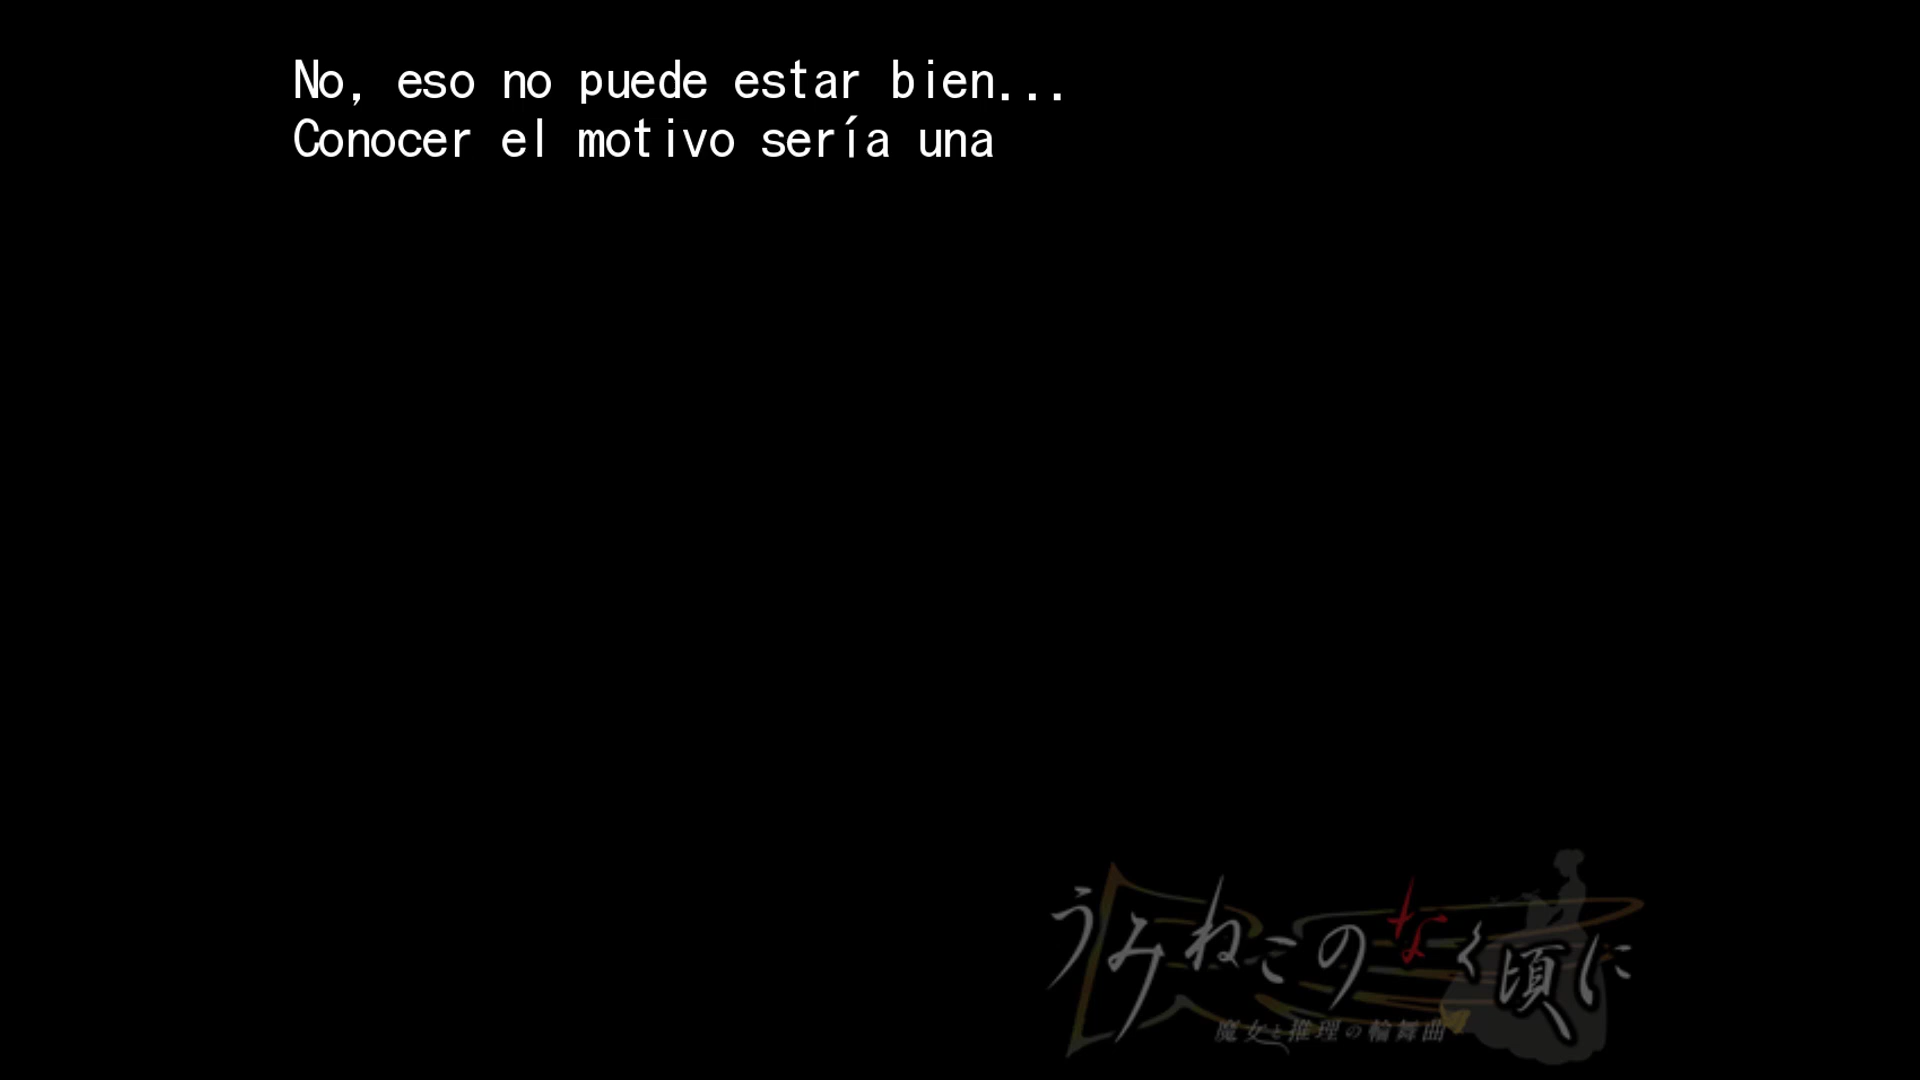 No, eso no puede estar bien...
Conocer el motivo sería una
うみねこのなく頃に
魔女と推理の輪舞曲